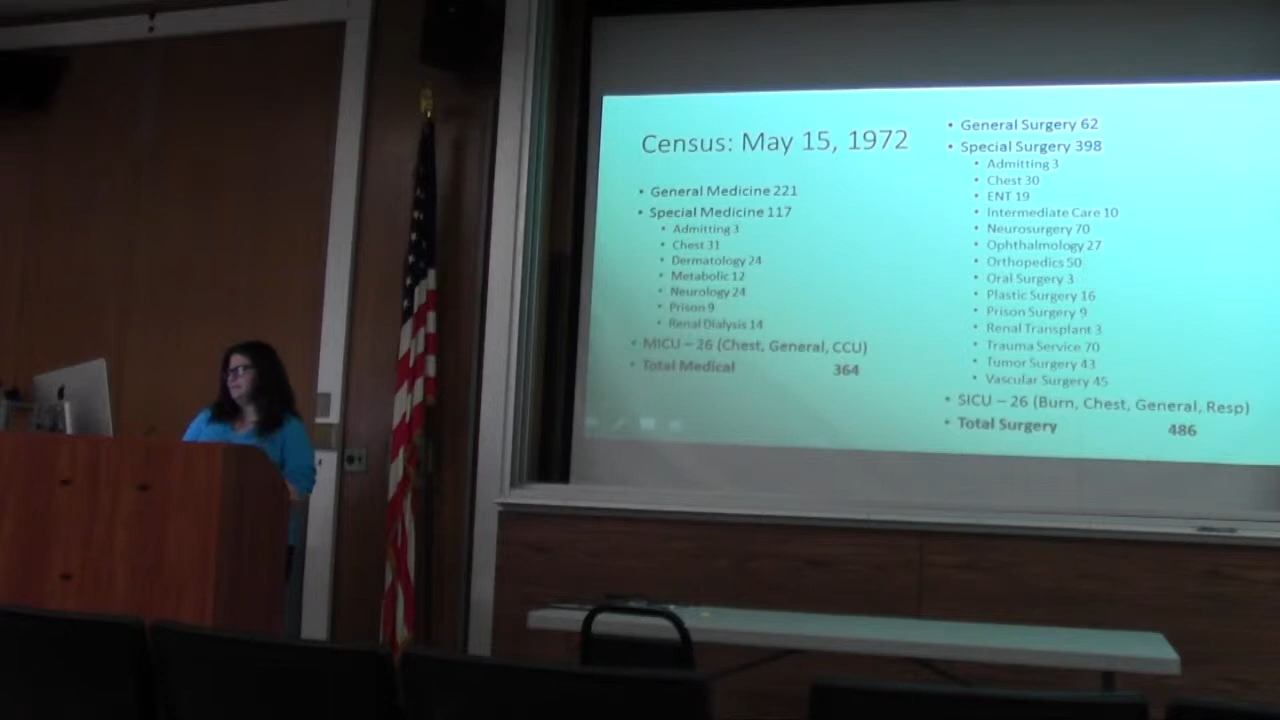 Census: May 15, 1972
• General Medicine 221
• Special Medicine 117
• Admitting 3
• Chest 31
• Dermatology 24
• Metabolic 12
• Neurology 24
• Prison 9
• Renal Dialysis 14
• MICU – 26 (Chest, General, CCU)
• Total Medical 364
• General Surgery 62
• Special Surgery 398
• Admitting 3
• Chest 30
• ENT 19
• Intermediate Care 10
• Neurosurgery 70
• Ophthalmology 27
• Orthopedics 50
• Oral Surgery 3
• Plastic Surgery 16
• Prison Surgery 9
• Renal Transplant 3
• Trauma Service 70
• Tumor Surgery 43
• Vascular Surgery 45
• SICU – 26 (Burn, Chest, General, Resp)
• Total Surgery 486